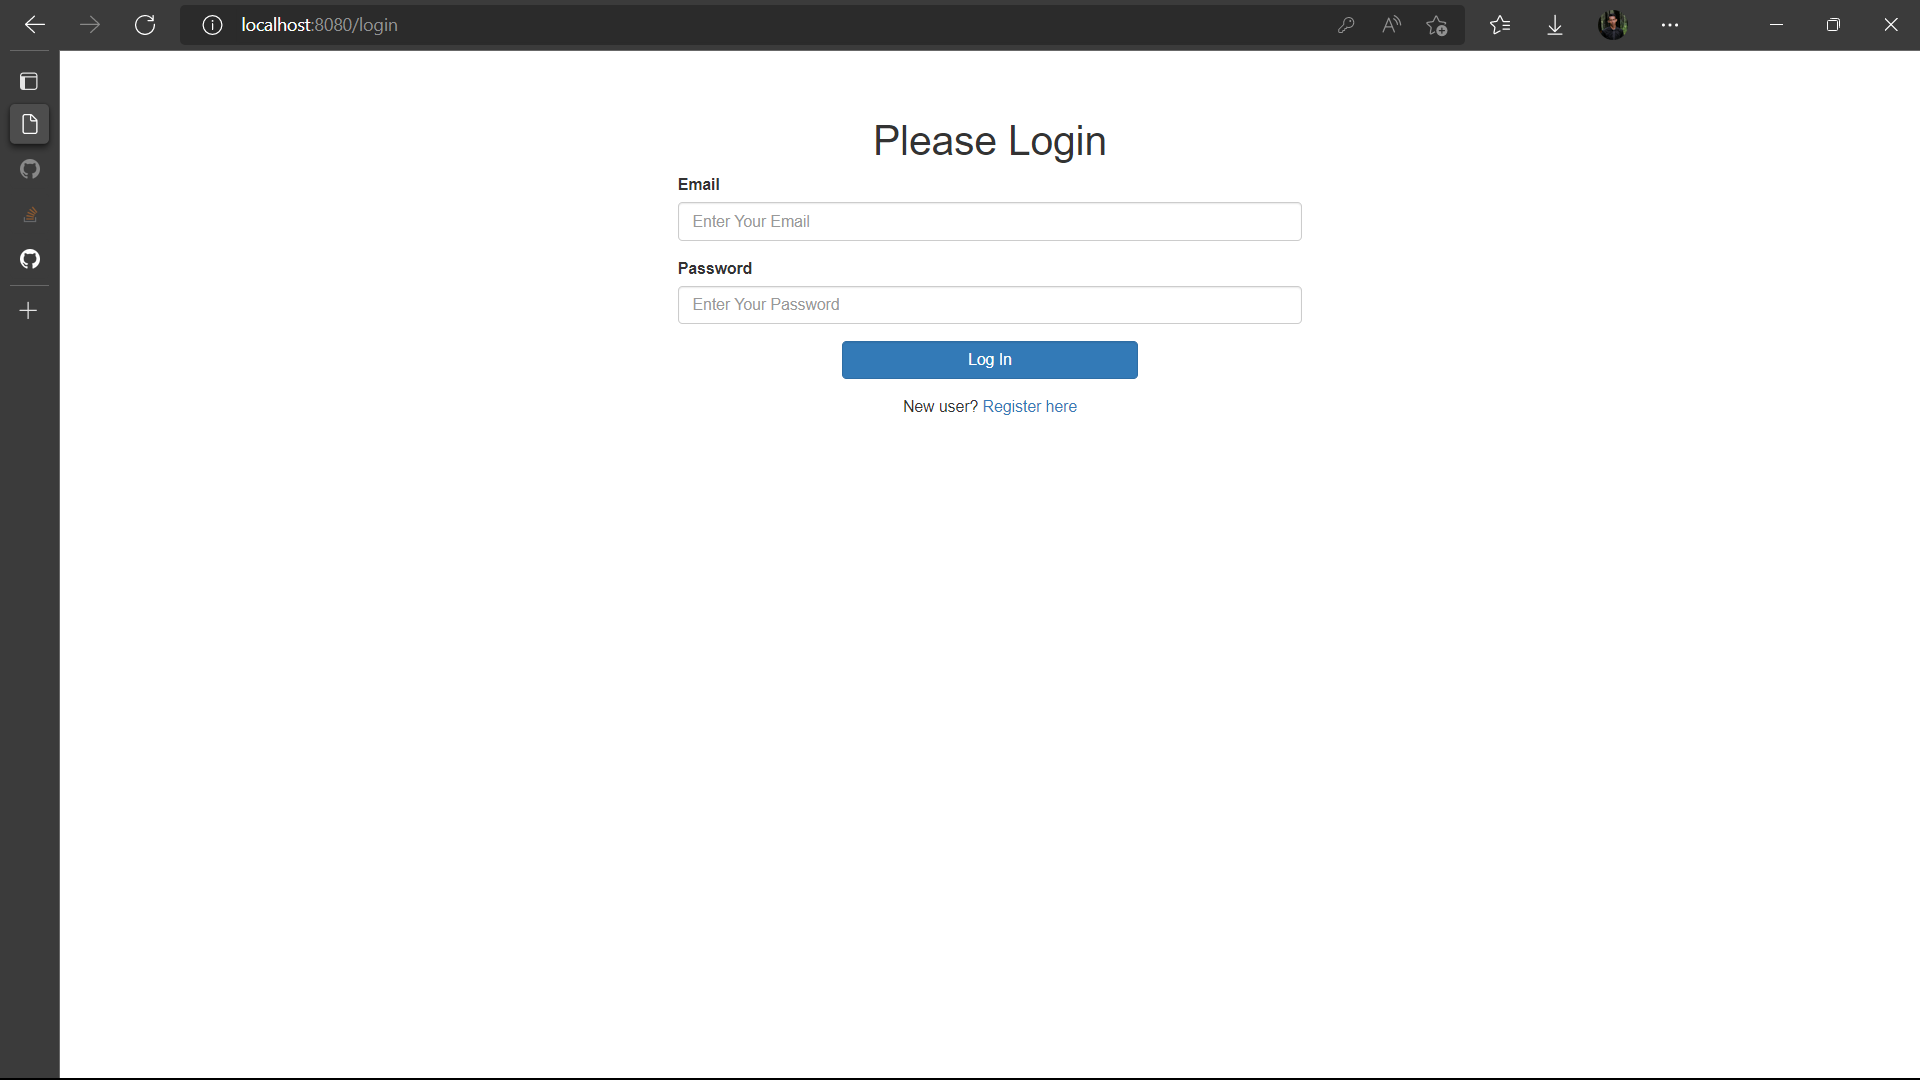 localhost:8080/login
Please Login
Email
Enter Your Email
Password
Enter Your Password
Log In
New user? Register here